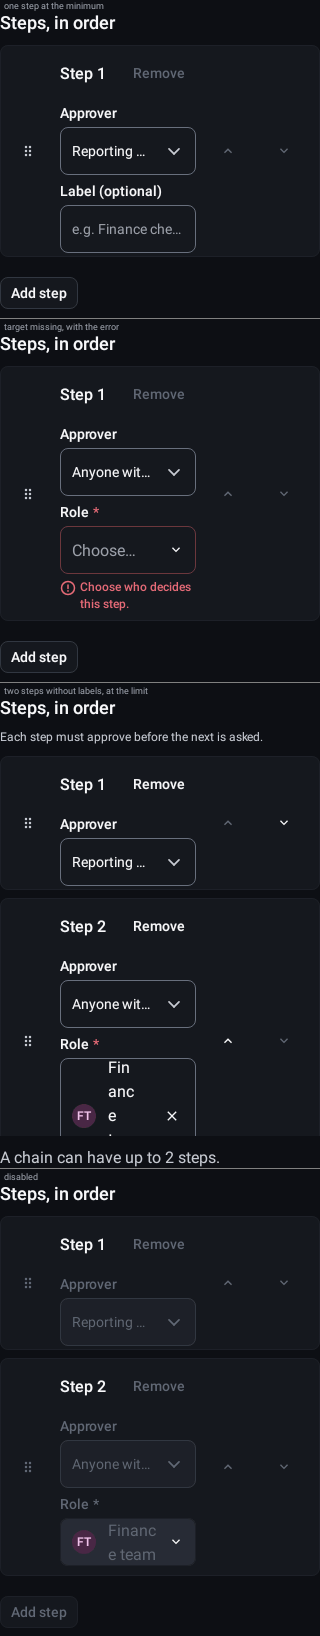 one step at the minimum
Steps, in order
Step 1
Remove
Approver
Reporting ...
Label (optional)
e.g. Finance che...
Add step
target missing, with the error
Steps, in order
Step 1
Remove
Approver
Anyone wit...
Role *
Choose...
Choose who decides
this step.
Add step
two steps without labels, at the limit
Steps, in order
Each step must approve before the next is asked.
Step 1
Remove
Approver
Reporting ...
Step 2
Remove
Approver
Anyone wit...
Role *
FT
Fin
anc
e
A chain can have up to 2 steps.
disabled
Steps, in order
Step 1
Remove
Approver
Reporting ...
Step 2
Remove
Approver
Anyone wit...
Role *
FT
Financ
e team
Add step